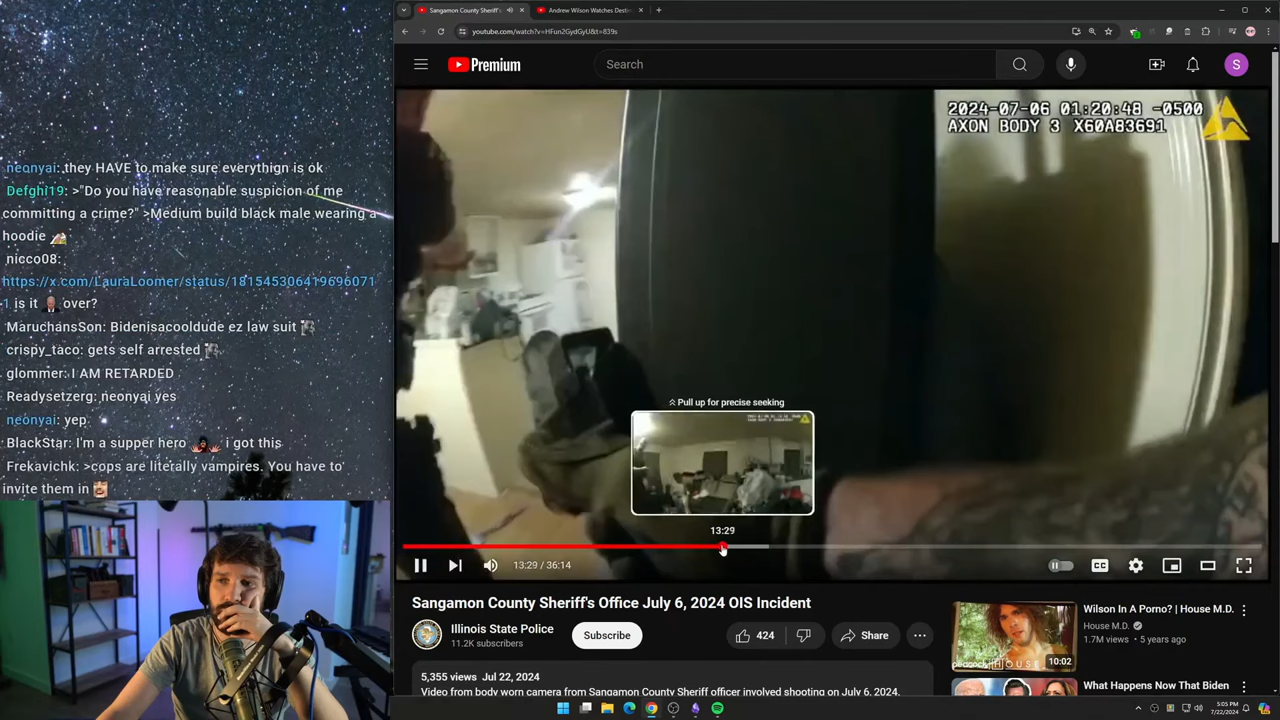 Sangamon County Sheriff's
Andrew Wilson Watches Desti
youtube.com/watch?v=HFun2GydGyU&t=839s
Premium
Search
S
2024-07-06 01:20:48 -0500
AXON BODY 3 X60A83691
neonyai: they HAVE to make sure everythign is ok
Defghi19: >"Do you have reasonable suspicion of me
committing a crime?" >Medium build black male wearing a
hoodie
nicco08:
https://x.com/LauraLoomer/status/181545306419696071
1 is it over?
MaruchansSon: Bidenisacooldude ez law suit
crispy_taco: gets self arrested
glommer: I AM RETARDED
Readysetzerg: neonyai yes
neonyai: yep
BlackStar: I'm a supper hero i got this
Frekavichk: >cops are literally vampires. You have to
invite them in
Pull up for precise seeking
13:29
13:29 / 36:14
CC
Sangamon County Sheriff's Office July 6, 2024 OIS Incident
Illinois State Police
11.2K subscribers
Subscribe
424
Share
5,355 views Jul 22, 2024
Video from body worn camera from Sangamon County Sheriff officer involved shooting on July 6, 2024.
Wilson In A Porno? | House M.D.
House M.D.
1.7M views • 5 years ago
10:02
What Happens Now That Biden
5:05 PM
7/22/2024